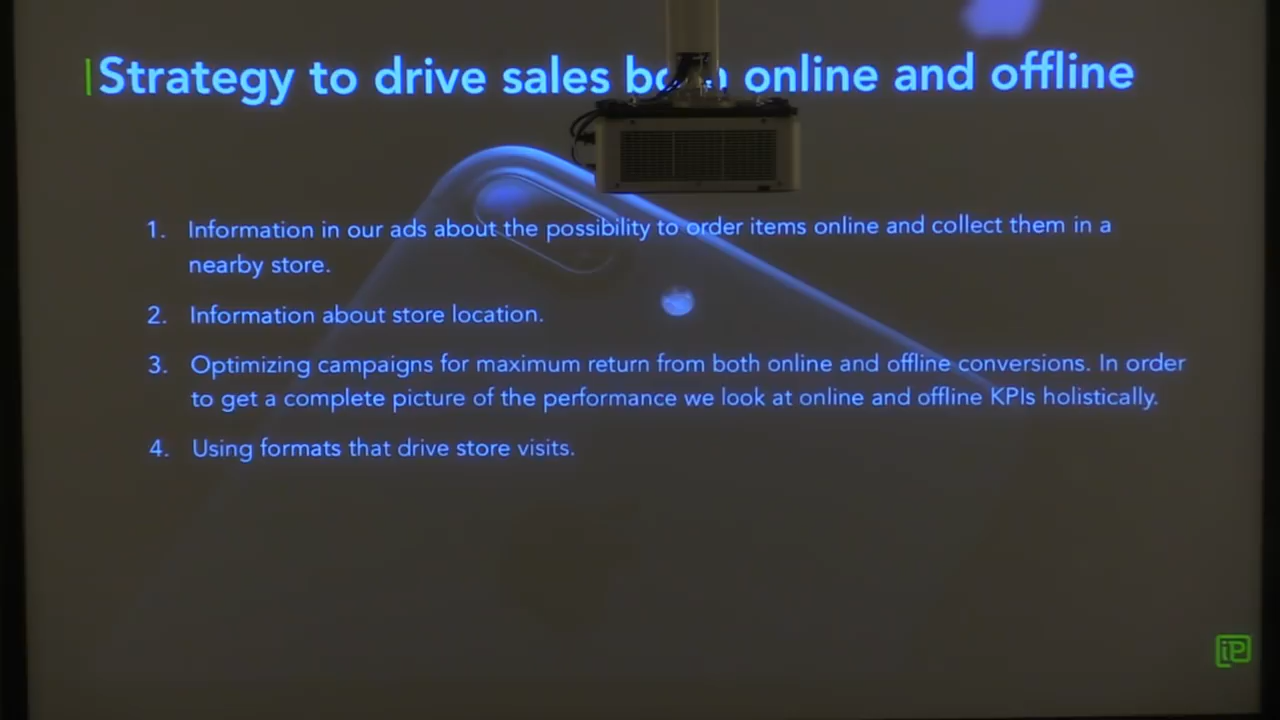 Strategy to drive sales online and offline
1. Information in our ads about the possibility to order items online and collect them in a
nearby store.
2. Information about store location.
3. Optimizing campaigns for maximum return from both online and offline conversions. In order
to get a complete picture of the performance we look at online and offline KPIs holistically.
4. Using formats that drive store visits.
iP